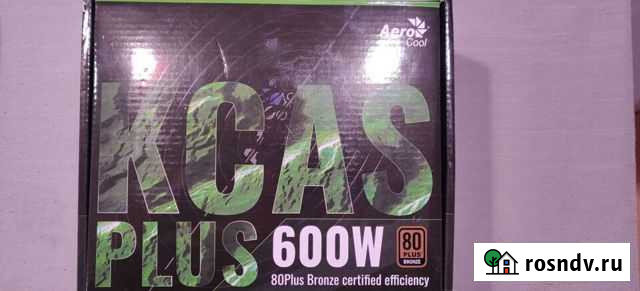 Aero
Cool
KCAS
PLUS 600W
80
PLUS
BRONZE
80Plus Bronze certified efficiency
rosndv.ru